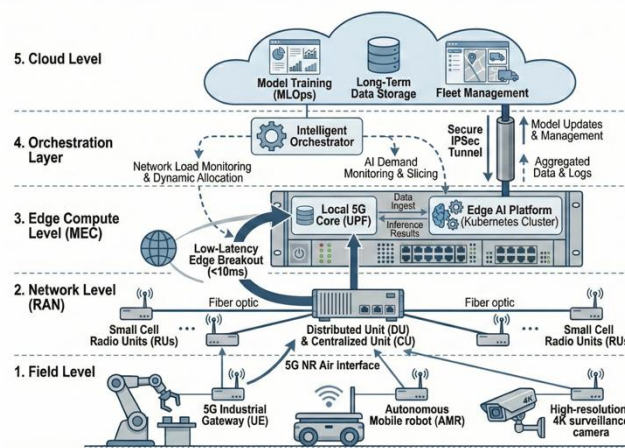 5. Cloud Level
Model Training
(MLOps)
Long-Term
Data Storage
Fleet Management
4. Orchestration
Layer
Intelligent
Orchestrator
Network Load Monitoring
& Dynamic Allocation
AI Demand
Monitoring & Slicing
Secure
IPSec
Tunnel
Model Updates
& Management
Aggregated
Data & Logs
3. Edge Compute
Level (MEC)
Local 5G
Core (UPF)
Data
Ingest
Inference
Results
Edge AI Platform
(Kubernetes Cluster)
Low-Latency
Edge Breakout
(<10ms)
2. Network Level
(RAN)
Fiber optic
Fiber optic
Small Cell
Radio Units (RUs)
Distributed Unit (DU)
& Centralized Unit (CU)
Small Cell
Radio Units (RUs)
1. Field Level
5G NR Air interface
5G Industrial
Gateway (UE)
Autonomous
Mobile robot (AMR)
4K
High-resolution
4K surveillance
camera